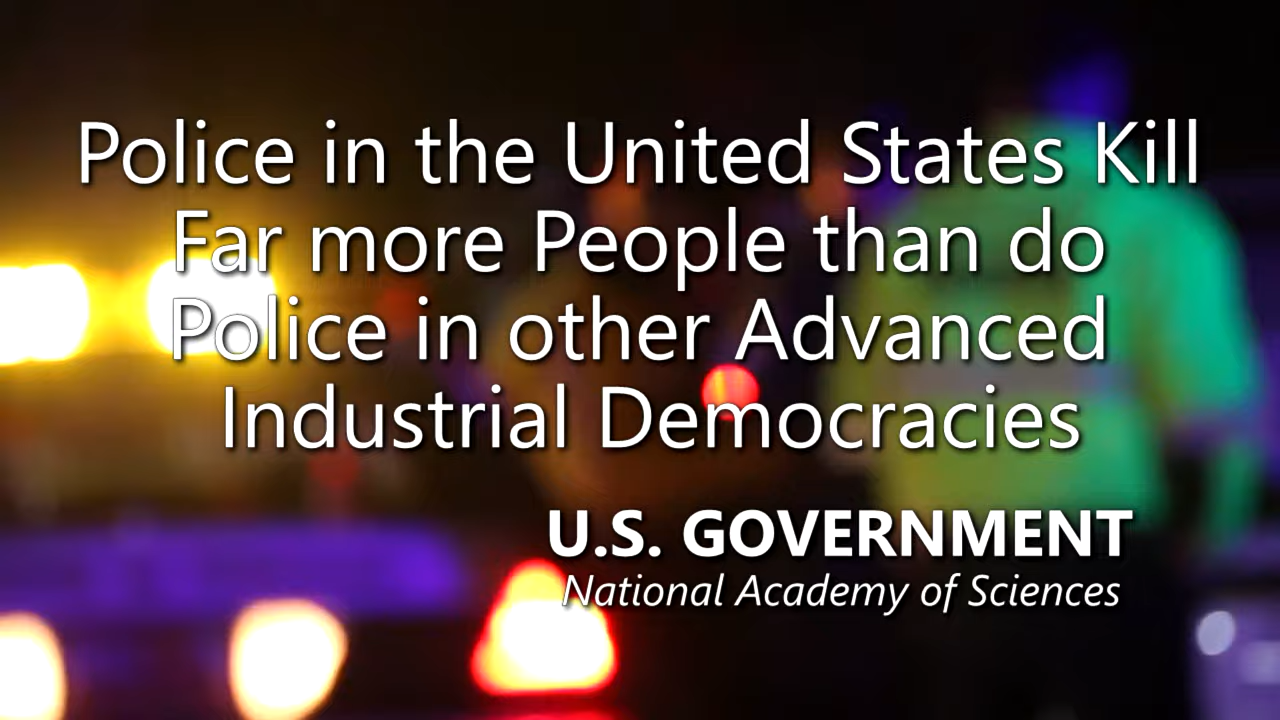 Police in the United States Kill
Far more People than do
Police in other Advanced
Industrial Democracies
U.S. GOVERNMENT
National Academy of Sciences